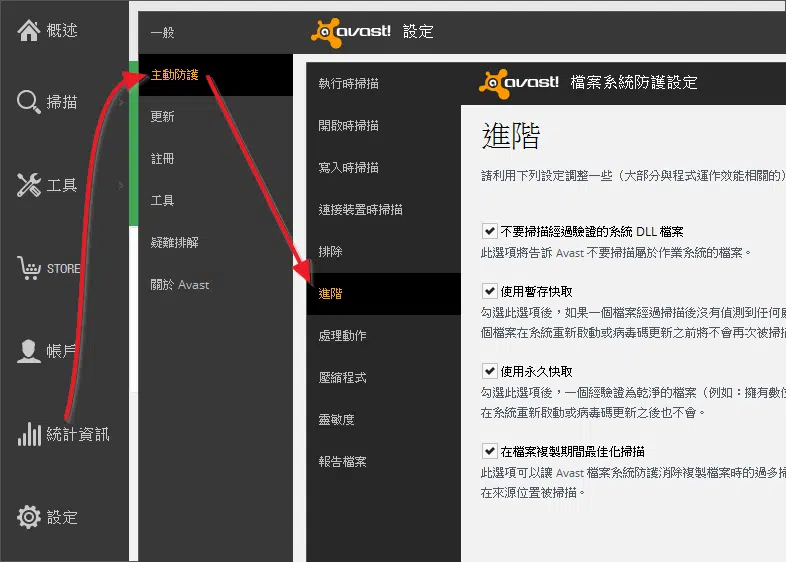 概述
掃描
工具
STORE
帳戶
統計資訊
設定
一般
主動防護
更新
註冊
工具
疑難排解
關於 Avast
avast! 設定
執行時掃描
開啟時掃描
寫入時掃描
連接裝置時掃描
排除
進階
處理動作
壓縮程式
靈敏度
報告檔案
avast! 檔案系統防護設定
進階
請利用下列設定調整一些（大部分與程式運作效能相關的）
不要掃描經過驗證的系統 DLL 檔案
此選項將告訴 Avast 不要掃描屬於作業系統的檔案。
使用暫存快取
勾選此選項後，如果一個檔案經過掃描後沒有偵測到任何
個檔案在系統重新啟動或病毒碼更新之前將不會再次被掃
使用永久快取
勾選此選項後，一個經驗證為乾淨的檔案（例如：擁有數
在系統重新啟動或病毒碼更新之後也不會。
在檔案複製期間最佳化掃描
此選項可以讓 Avast 檔案系統防護消除複製檔案時的過多
在來源位置被掃描。